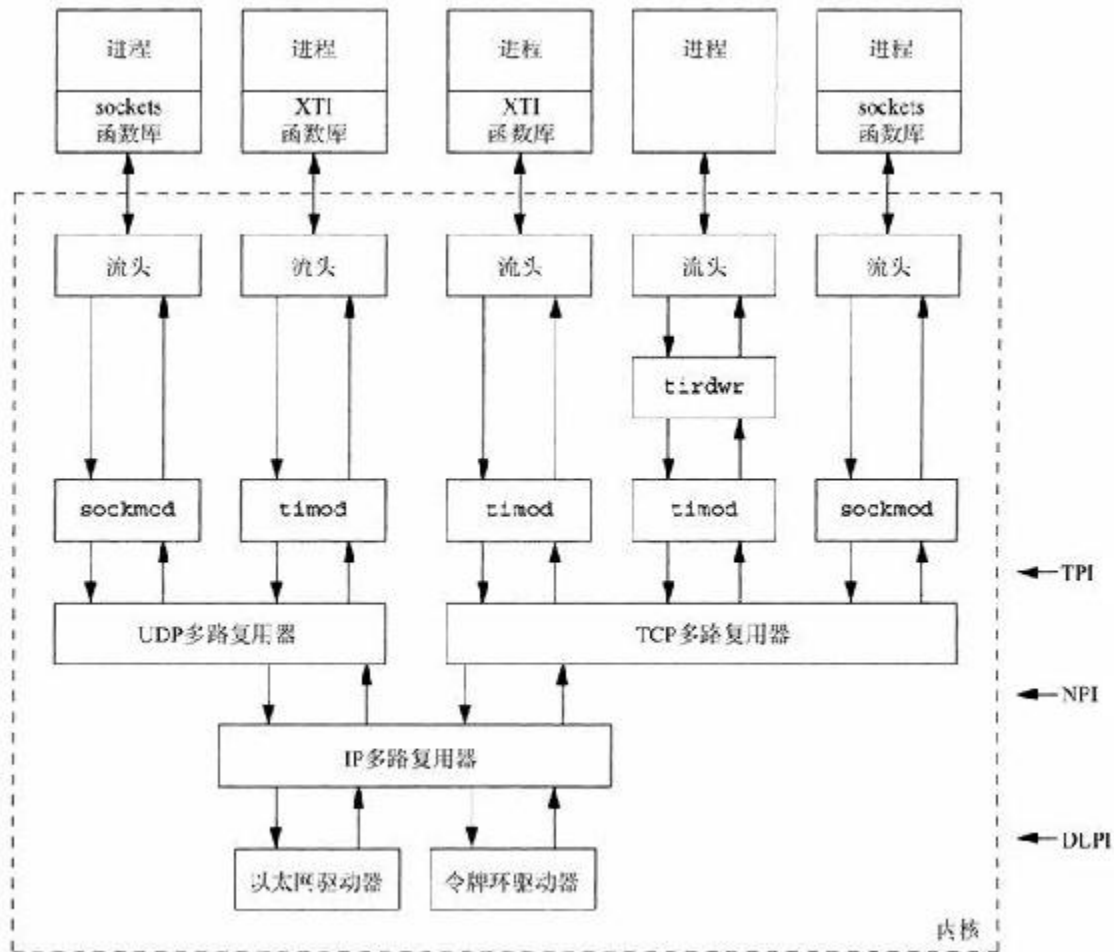 进程
进程
进程
进程
进程
sockets
函数库
XTI
函数库
XTI
函数库
sockets
函数库
流头
流头
流头
流头
流头
tirdwr
sockmod
timod
timod
timod
sockmod
TPI
UDP多路复用器
TCP多路复用器
NPI
IP多路复用器
DLPI
以太网驱动器
令牌环驱动器
内核